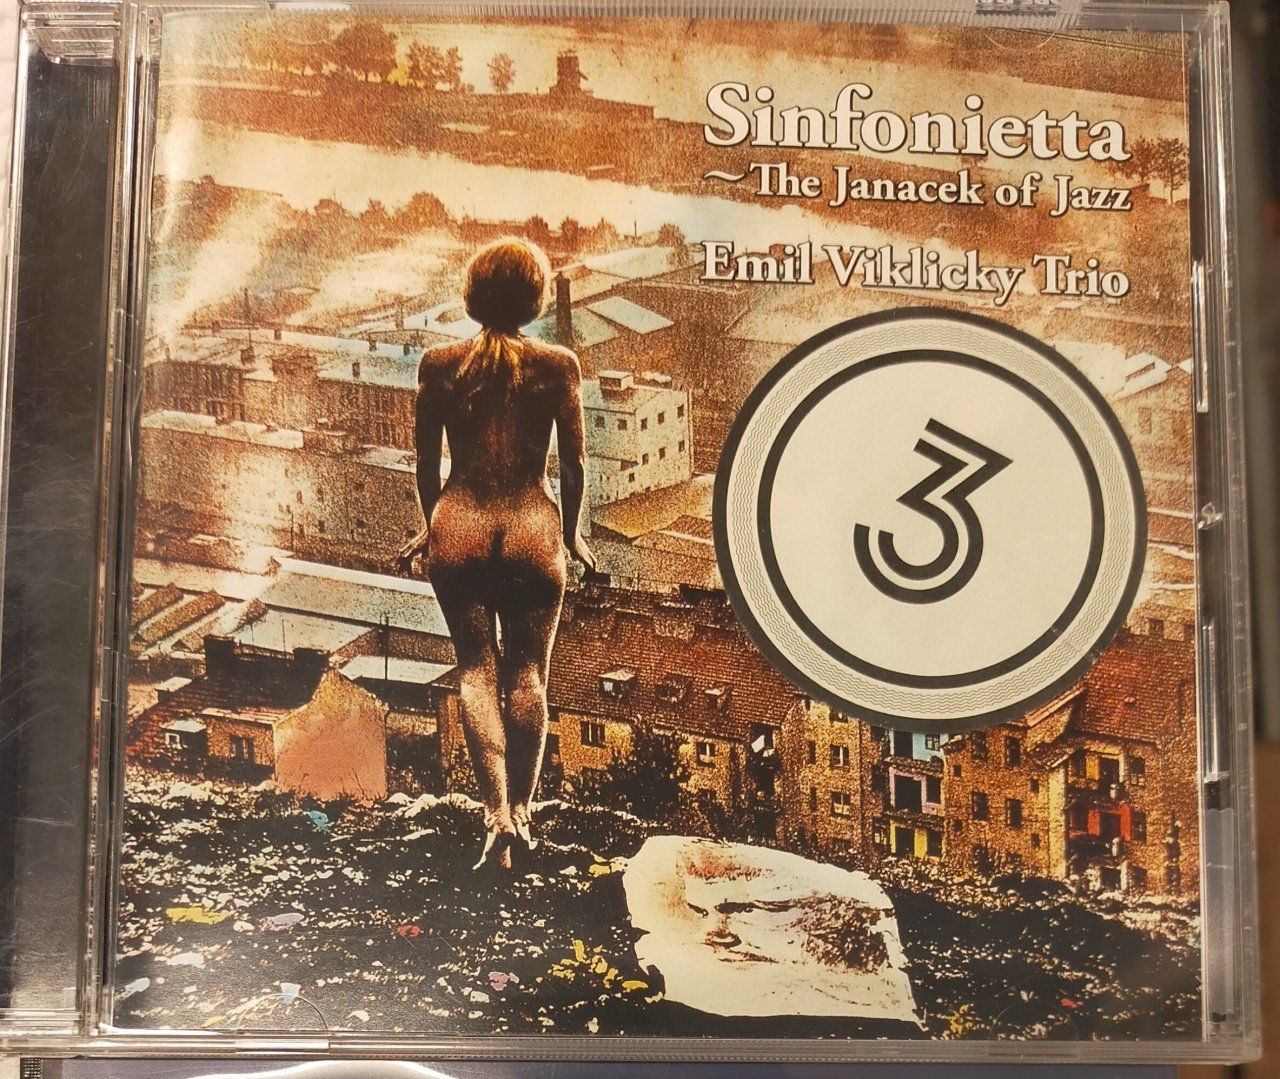 Sinfonietta
~The Janacek of Jazz
Emil Viklicky Trio
3